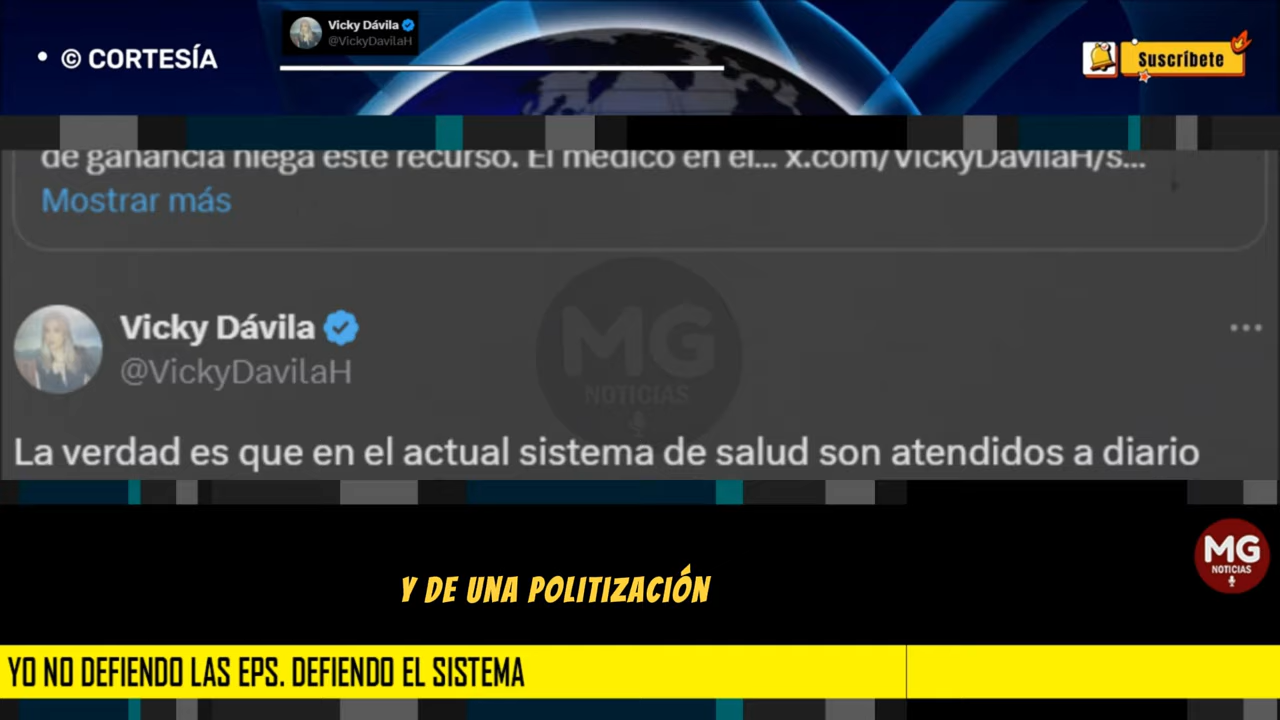 Vicky Dávila
@VickyDavilaH
• © CORTESÍA
Suscríbete
de ganancia niega este recurso. El médico en el... x.com/VickyDavilaH/s...
Mostrar más
Vicky Dávila
@VickyDavilaH
MG
NOTICIAS
La verdad es que en el actual sistema de salud son atendidos a diario
MG
NOTICIAS
Y DE UNA POLITIZACIÓN
YO NO DEFIENDO LAS EPS. DEFIENDO EL SISTEMA